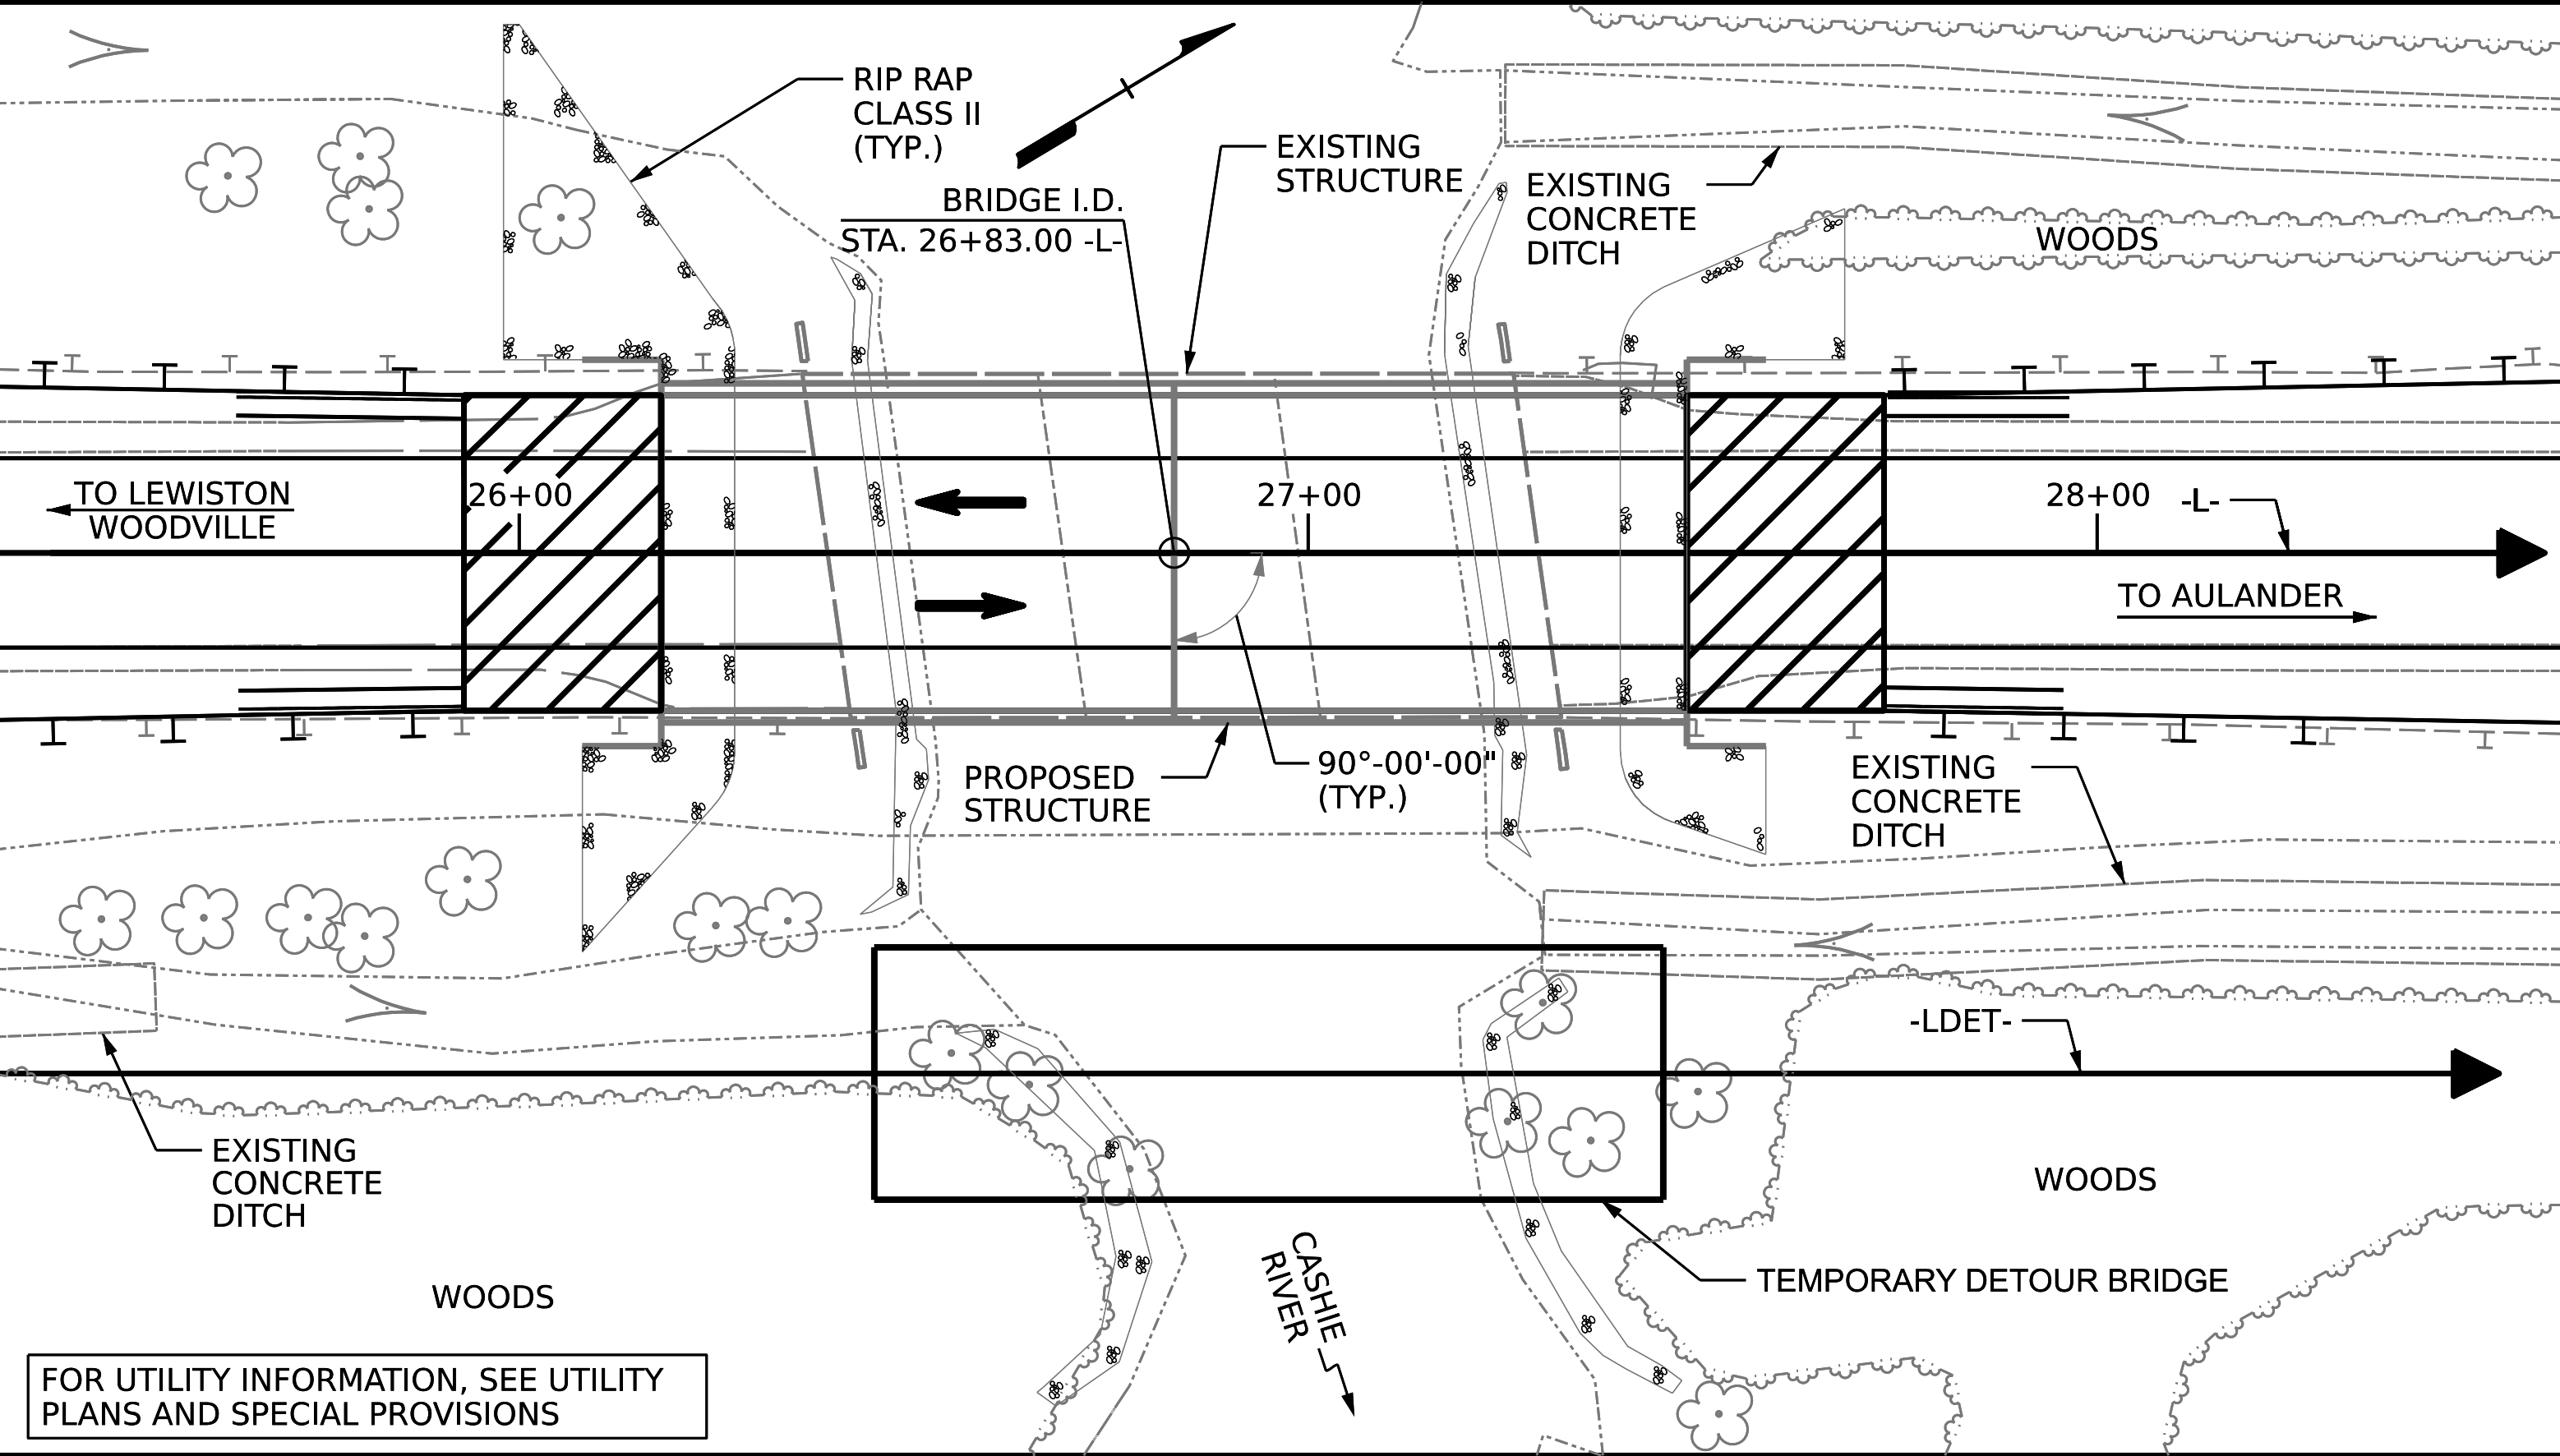 RIP RAP
CLASS II
(TYP.)
BRIDGE I.D.
STA. 26+83.00 -L-
EXISTING
STRUCTURE
EXISTING
CONCRETE
DITCH
WOODS
TO LEWISTON
WOODVILLE
26+00
27+00
28+00
-L-
TO AULANDER
PROPOSED
STRUCTURE
90°-00'-00"
(TYP.)
EXISTING
CONCRETE
DITCH
-LDET-
EXISTING
CONCRETE
DITCH
WOODS
WOODS
CASHIE
RIVER
TEMPORARY DETOUR BRIDGE
FOR UTILITY INFORMATION, SEE UTILITY
PLANS AND SPECIAL PROVISIONS